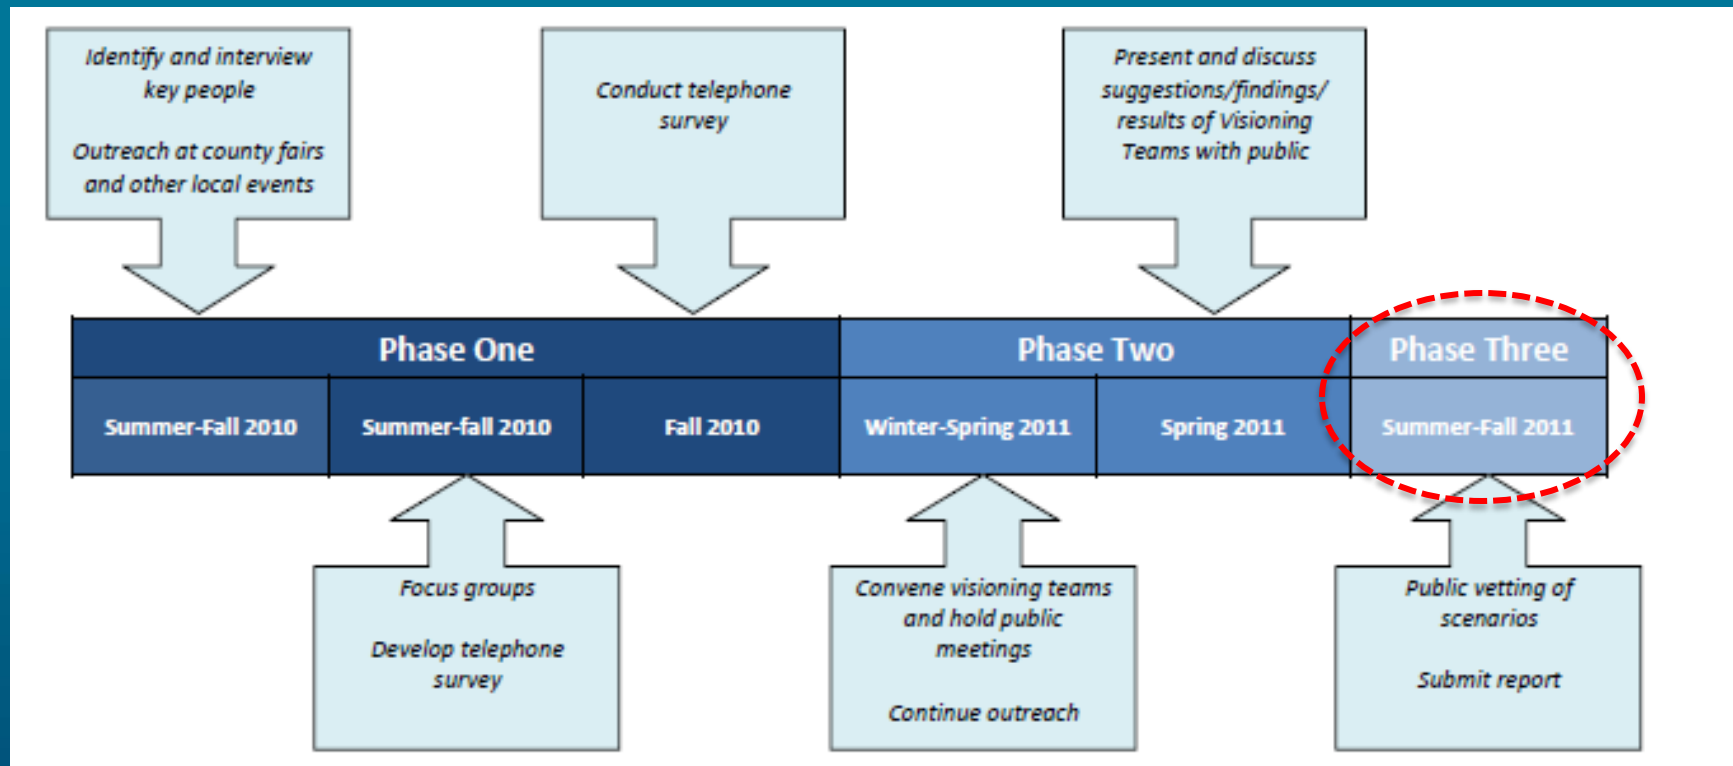 Identify and interview
key people
Outreach at county fairs
and other local events
Conduct telephone
survey
Present and discuss
suggestions/findings/
results of Visioning
Teams with public
Phase One
Phase Two
Phase Three
Summer-Fall 2010
Summer-fall 2010
Fall 2010
Winter-Spring 2011
Spring 2011
Summer-Fall 2011
Focus groups
Develop telephone
survey
Convene visioning teams
and hold public
meetings
Continue outreach
Public vetting of
scenarios
Submit report